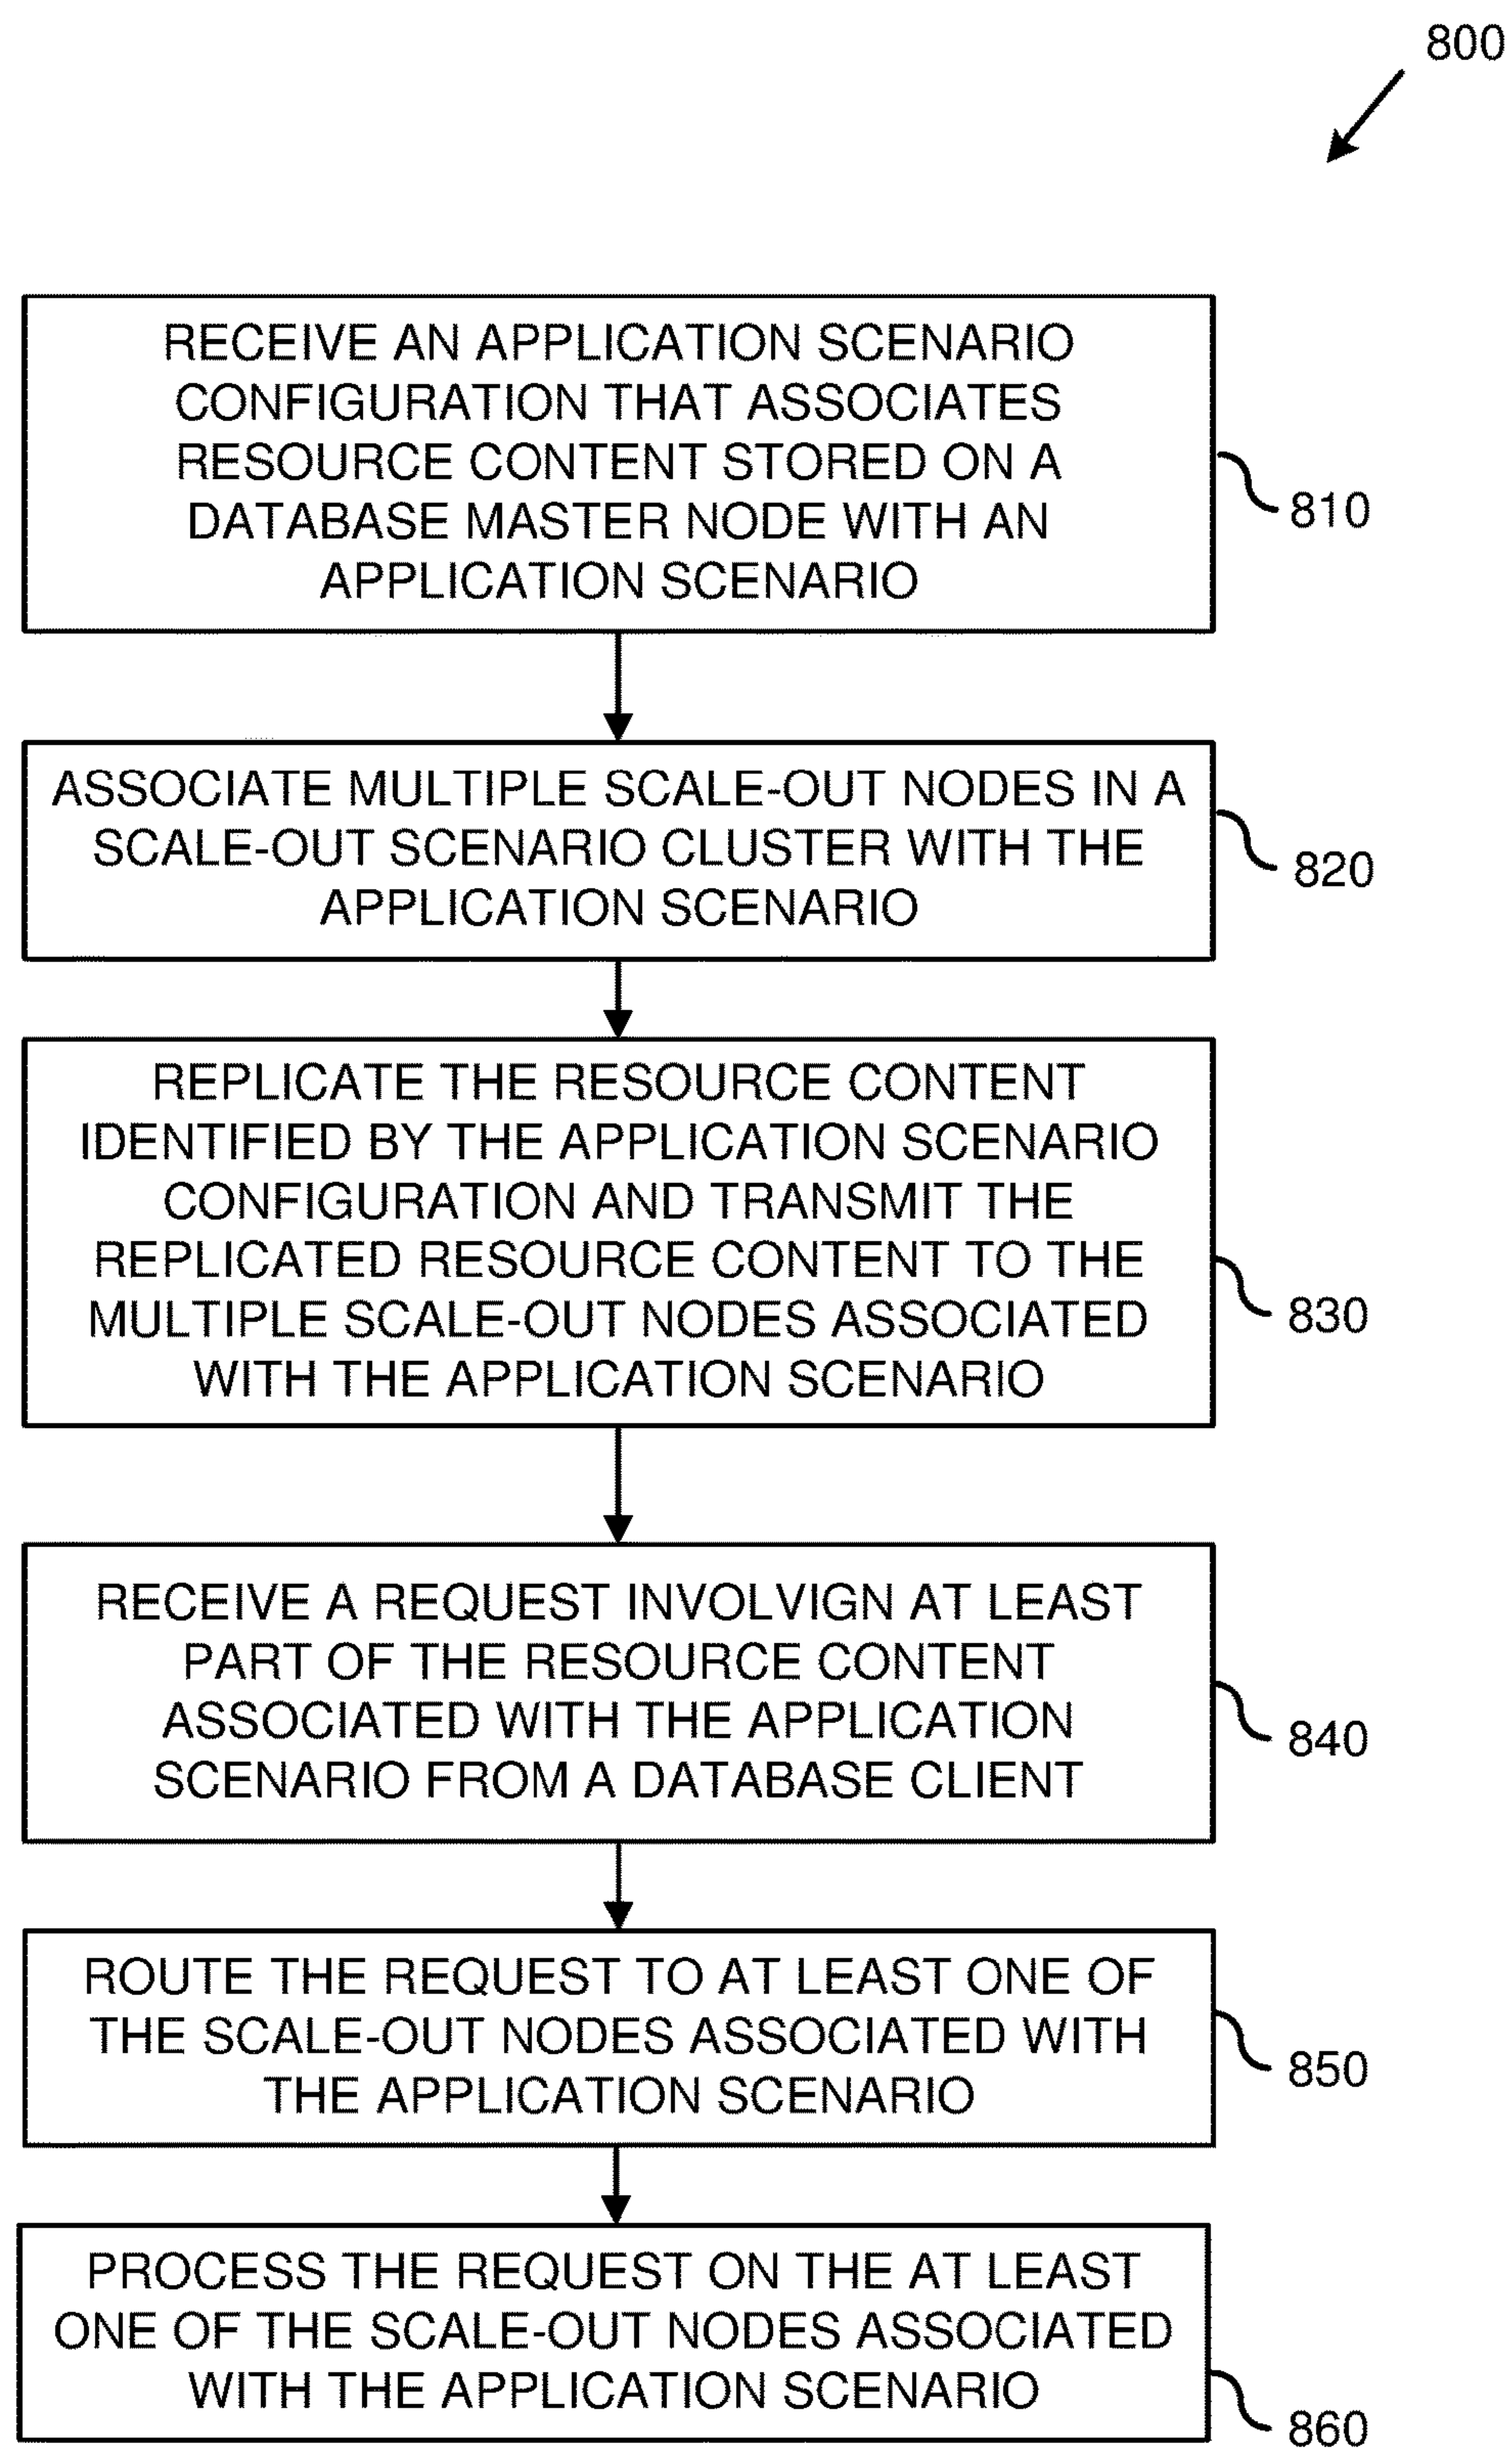 800
RECEIVE AN APPLICATION SCENARIO
CONFIGURATION THAT ASSOCIATES
RESOURCE CONTENT STORED ON A
DATABASE MASTER NODE WITH AN
APPLICATION SCENARIO
810
ASSOCIATE MULTIPLE SCALE-OUT NODES IN A
SCALE-OUT SCENARIO CLUSTER WITH THE
APPLICATION SCENARIO
820
REPLICATE THE RESOURCE CONTENT
IDENTIFIED BY THE APPLICATION SCENARIO
CONFIGURATION AND TRANSMIT THE
REPLICATED RESOURCE CONTENT TO THE
MULTIPLE SCALE-OUT NODES ASSOCIATED
WITH THE APPLICATION SCENARIO
830
RECEIVE A REQUEST INVOLVIGN AT LEAST
PART OF THE RESOURCE CONTENT
ASSOCIATED WITH THE APPLICATION
SCENARIO FROM A DATABASE CLIENT
840
ROUTE THE REQUEST TO AT LEAST ONE OF
THE SCALE-OUT NODES ASSOCIATED WITH
THE APPLICATION SCENARIO
850
PROCESS THE REQUEST ON THE AT LEAST
ONE OF THE SCALE-OUT NODES ASSOCIATED
WITH THE APPLICATION SCENARIO
860